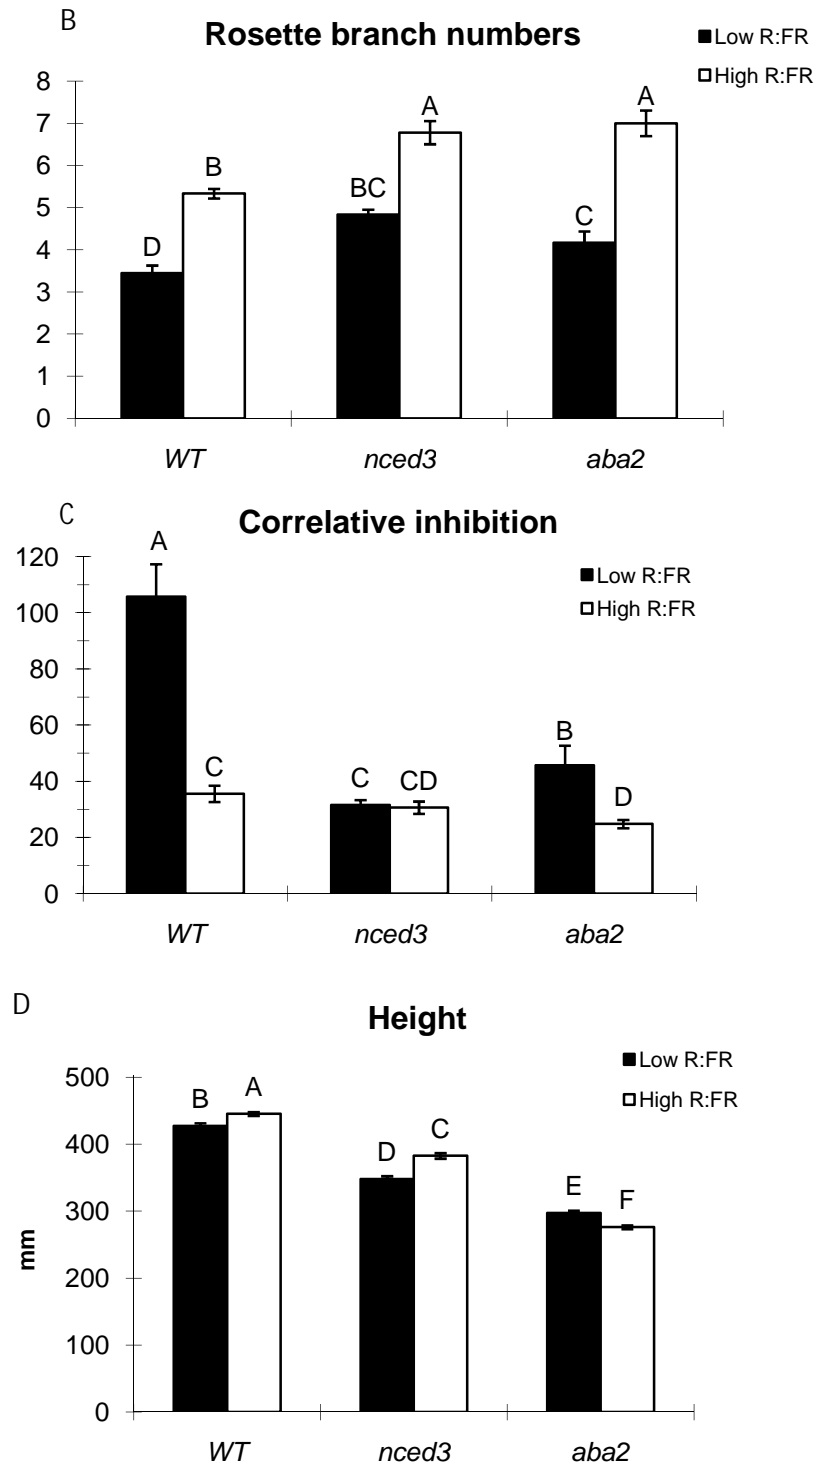 B
Rosette branch numbers
Low R:FR
High R:FR
8
7
6
5
4
3
2
1
0
D
B
BC
A
C
A
WT nced3 aba2
C
Correlative inhibition
Low R:FR
High R:FR
120
100
80
60
40
20
0
A
C
C
CD
B
D
WT nced3 aba2
D
Height
Low R:FR
High R:FR
mm
500
400
300
200
100
0
B
A
D
C
E
F
WT nced3 aba2